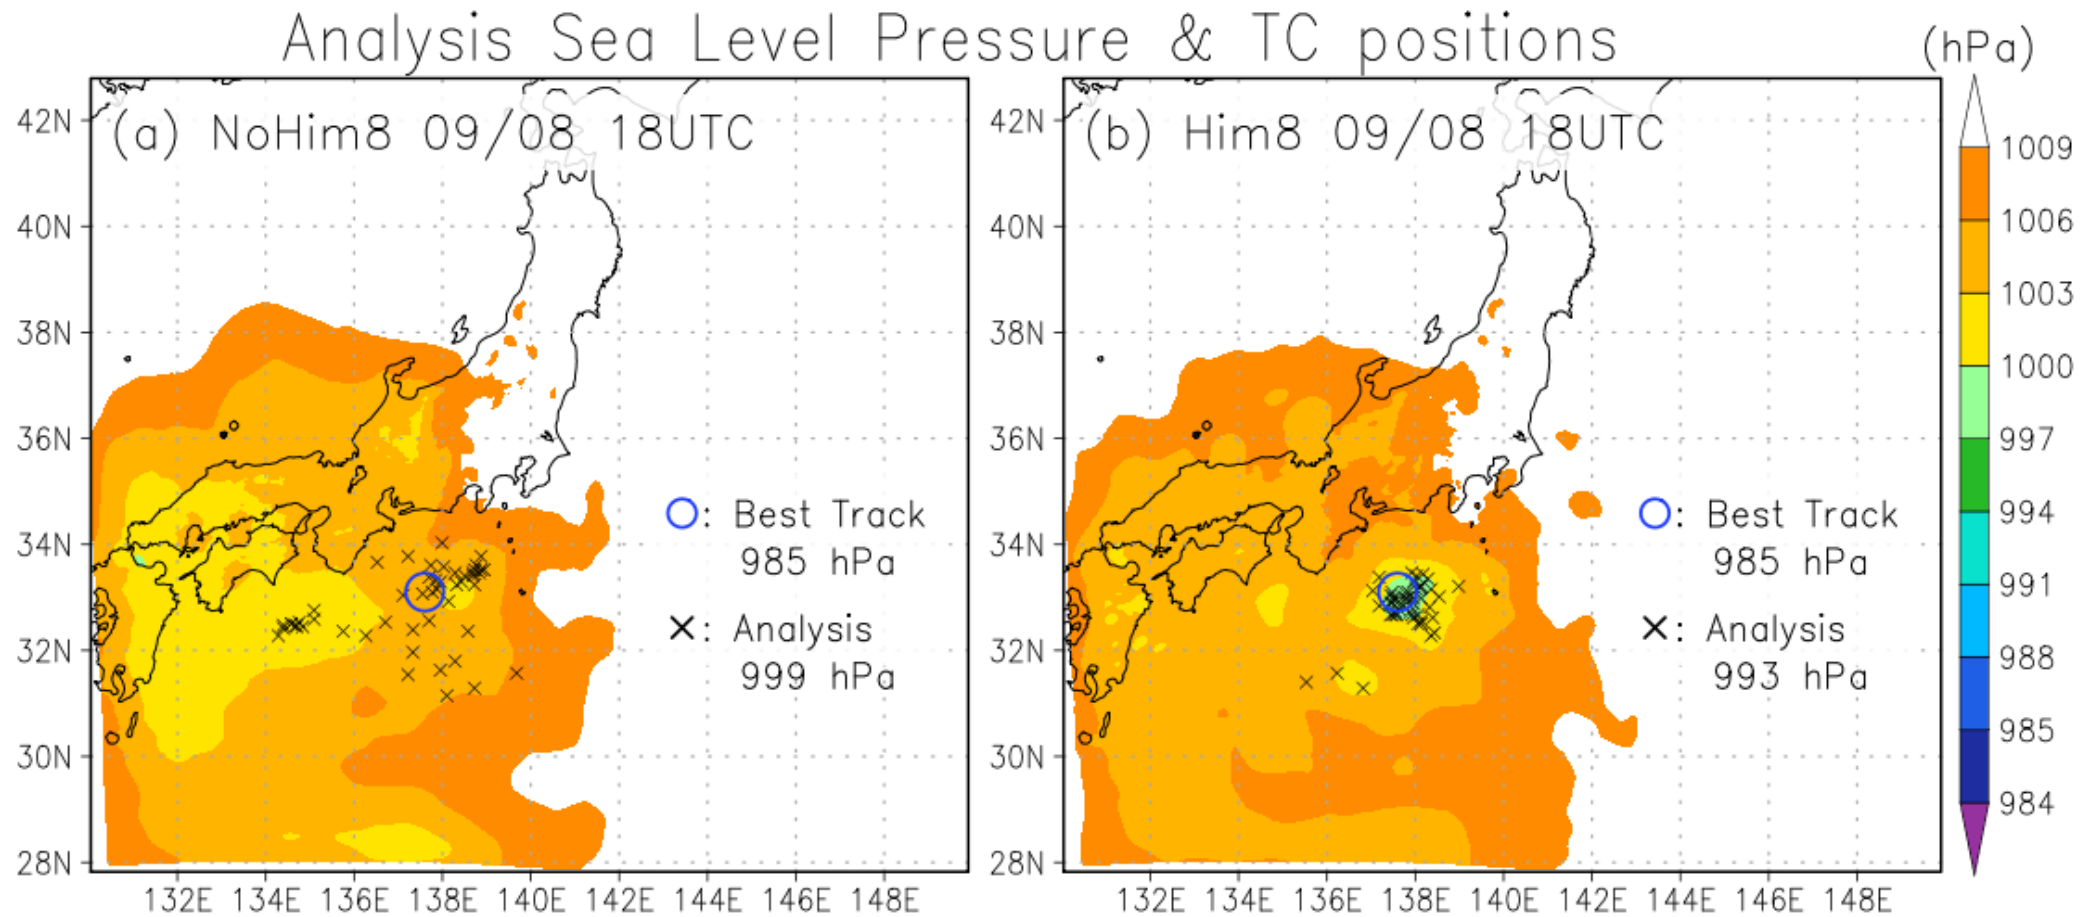 Analysis Sea Level Pressure & TC positions
(hPa)
(a) NoHim8 09/08 18UTC
42N
40N
38N
36N
34N
32N
30N
28N
132E 134E 136E 138E 140E 142E 144E 146E 148E
: Best Track
985 hPa
: Analysis
999 hPa
(b) Him8 09/08 18UTC
42N
40N
38N
36N
34N
32N
30N
28N
132E 134E 136E 138E 140E 142E 144E 146E 148E
: Best Track
985 hPa
: Analysis
993 hPa
1009
1006
1003
1000
997
994
991
988
985
984